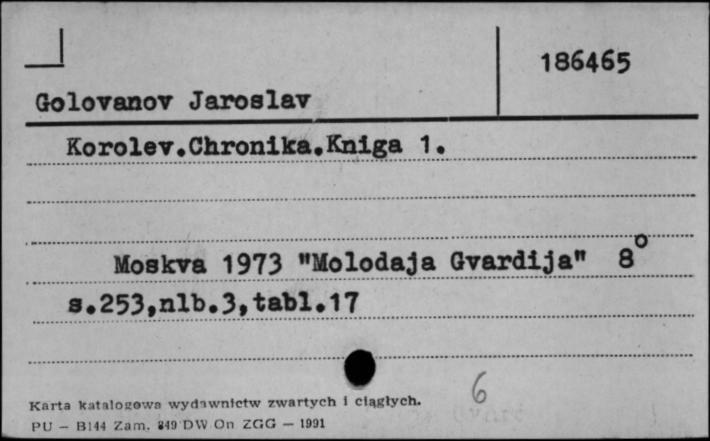 186465
Golovanov Jaroslav
Korolev.Chronika.Kniga 1.
Moskva 1973 "Molodaja Gvardija" 8°
s.253,nlb.3,tabl.17
6
Karta katalogowa wydawnictw zwartych i ciągłych.
PU — B144 Zam. 849 DW On ZGG — 1991